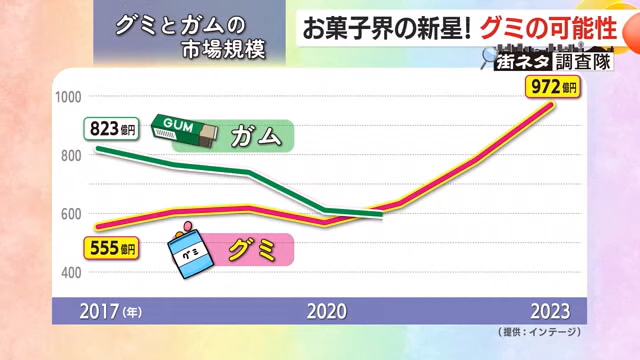 グミとガムの
市場規模
お菓子界の新星!グミの可能性
街ネタ調査隊
972億円
1000
823億円
GUM
ガム
800
600
555億円
グミ
グミ
400
2017(年)
2020
2023
(提供:インテージ)